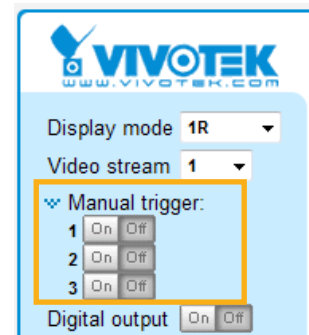 VIVOTEK
www.vivotek.com
Display mode 1R
Video stream 1
Manual trigger:
1 On Off
2 On Off
3 On Off
Digital output On Off